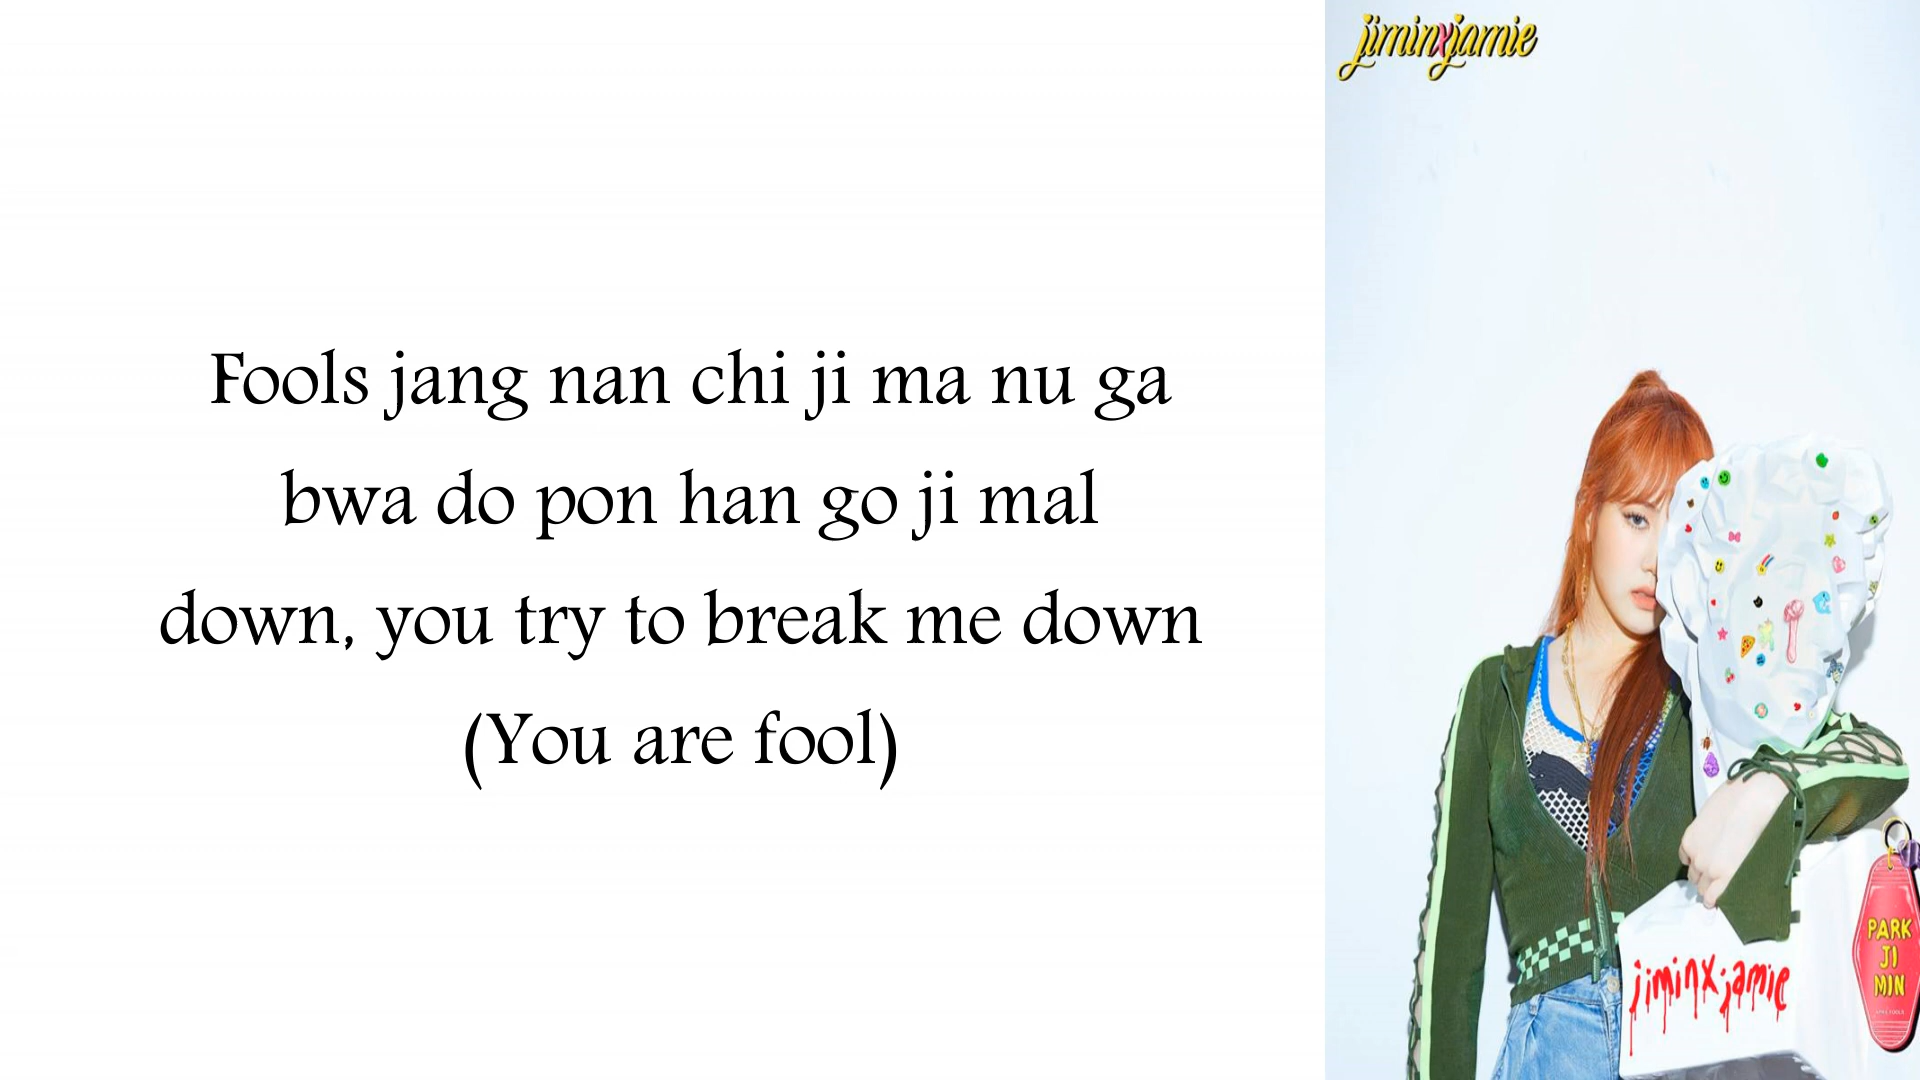 jiminxjamie
Fools jang nan chi ji ma nu ga
bwa do pon han go ji mal
down, you try to break me down
(You are fool)
jiminxjamie
PARK
JI
MIN